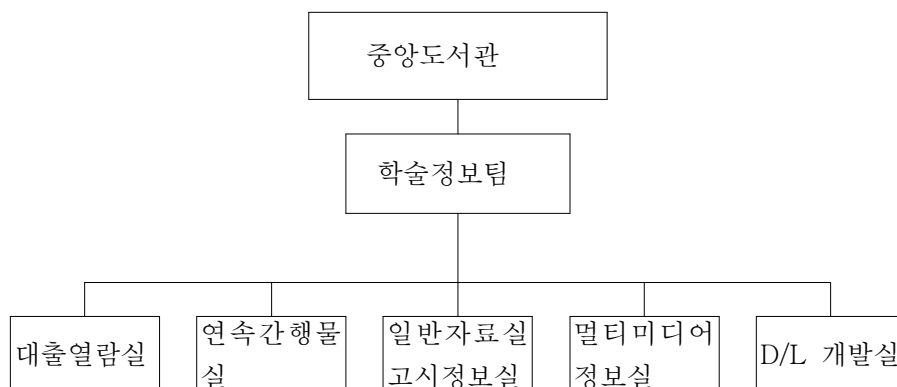 중앙도서관
학술정보팀
대출열람실
연속간행물
실
일반자료실
고시정보실
멀티미디어
정보실
D/L 개발실